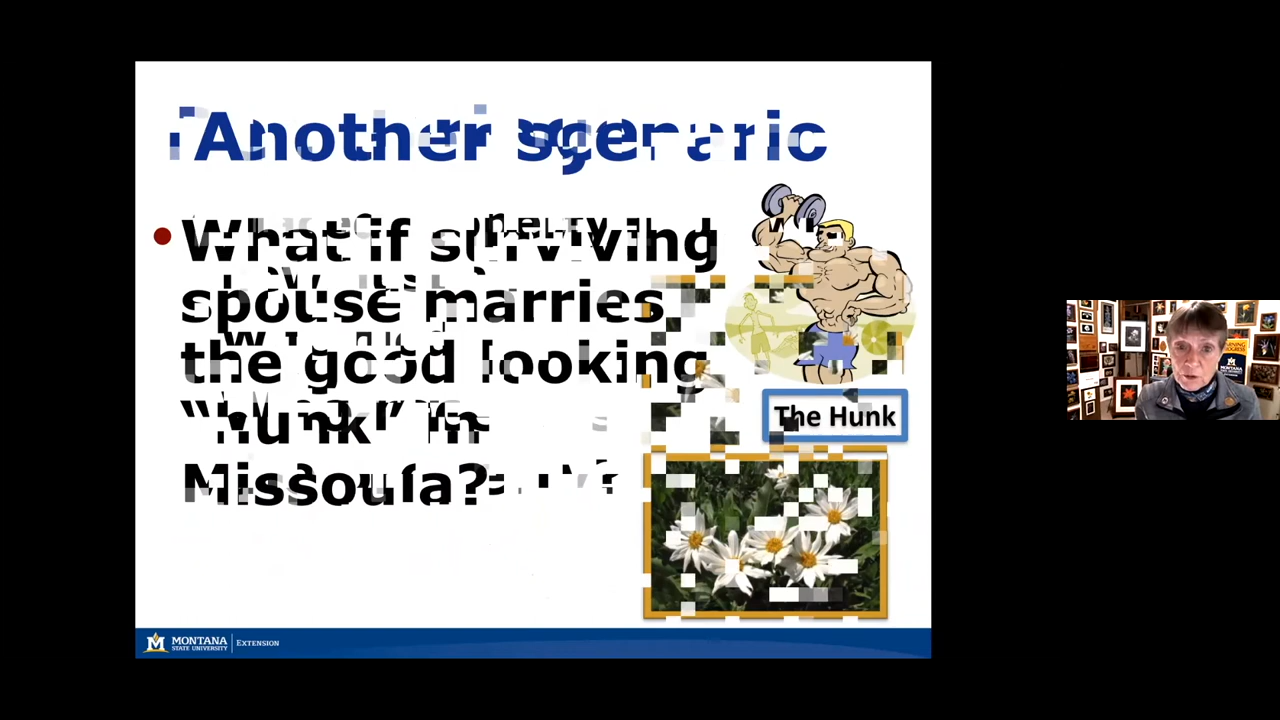 Another scenario
• What if surviving
spouse marries
the good looking
“hunk” in
Missoula?
The Hunk
MONTANA
STATE UNIVERSITY
EXTENSION